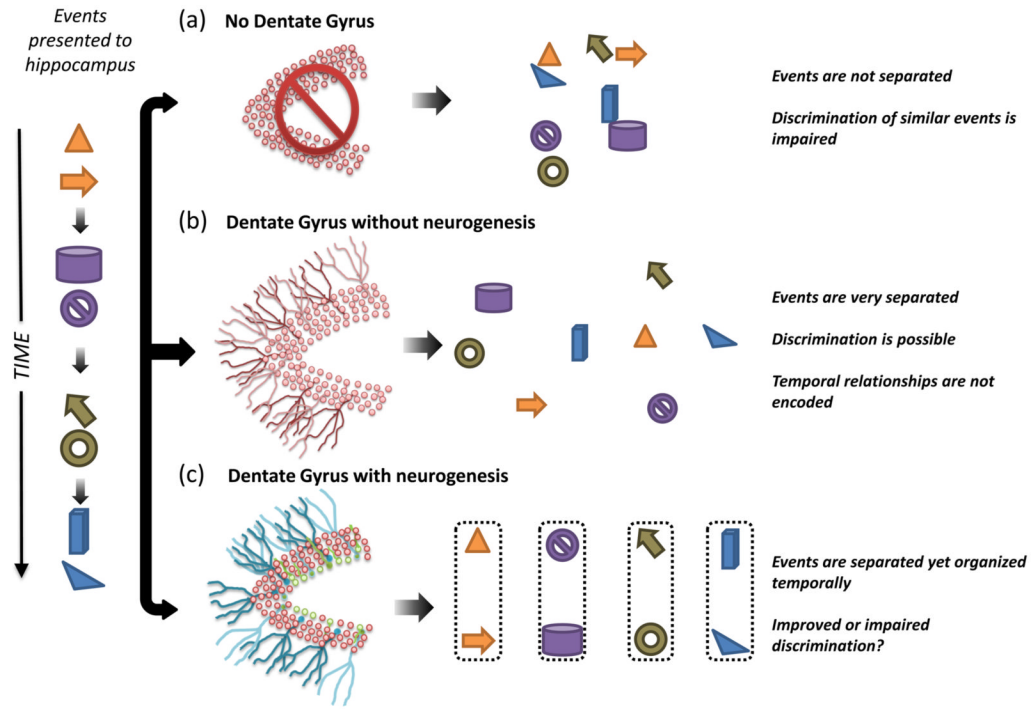 Events
presented to
hippocampus
TIME
(a) No Dentate Gyrus
Events are not separated
Discrimination of similar events is
impaired
(b) Dentate Gyrus without neurogenesis
Events are very separated
Discrimination is possible
Temporal relationships are not
encoded
(c) Dentate Gyrus with neurogenesis
Events are separated yet organized
temporally
Improved or impaired
discrimination?